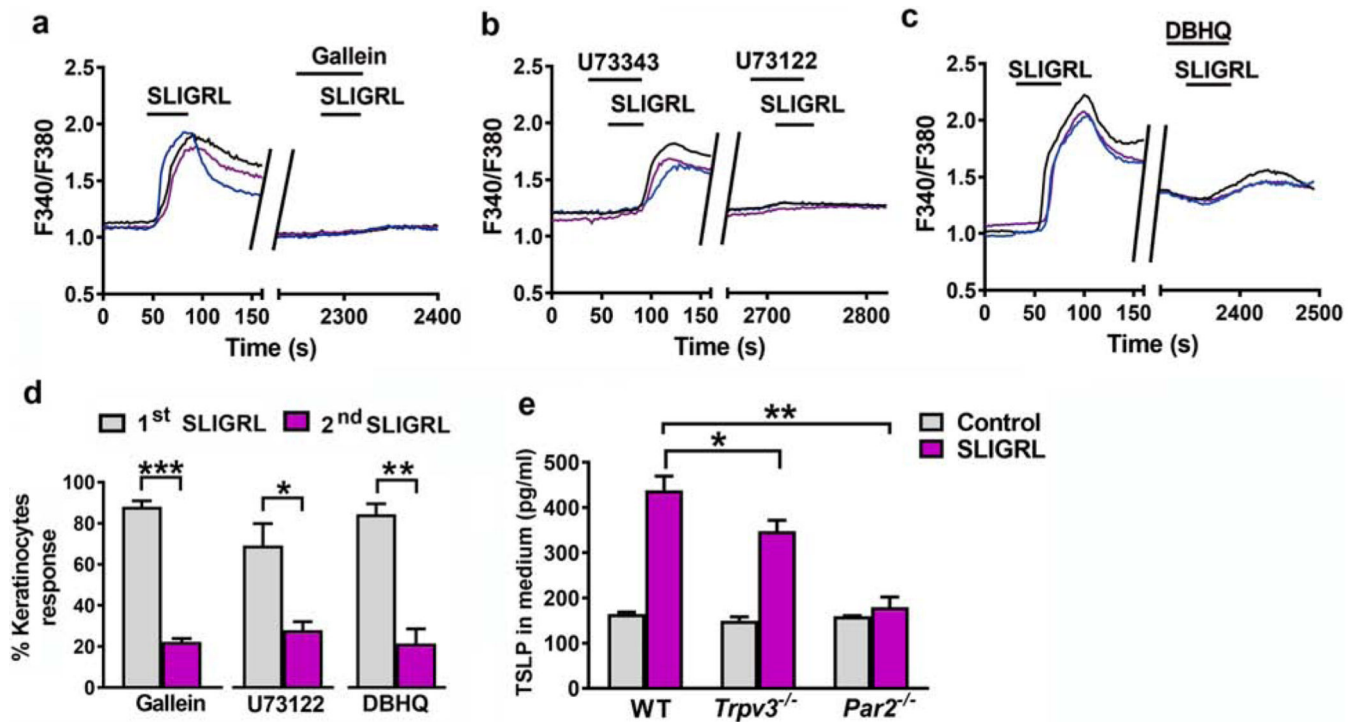 a
Gallein
SLIGRL SLIGRL
F340/F380
2.5
2.0
1.5
1.0
0.5
0 50 100 150 2300 2400
Time (s)
b
U73343 U73122
SLIGRL SLIGRL
F340/F380
2.5
2.0
1.5
1.0
0.5
0 50 100 150 2700 2800
Time (s)
c
DBHQ
SLIGRL SLIGRL
F340/F380
2.5
2.0
1.5
1.0
0.5
0 50 100 150 2400 2500
Time (s)
d
1st SLIGRL 2nd SLIGRL
% Keratinocytes
response
100
80
60
40
20
0
*** * **
Gallein U73122 DBHQ
e
Control
SLIGRL
TSLP in medium (pg/ml)
500
400
300
200
100
0
**
*
WT Trpv3-/- Par2-/-